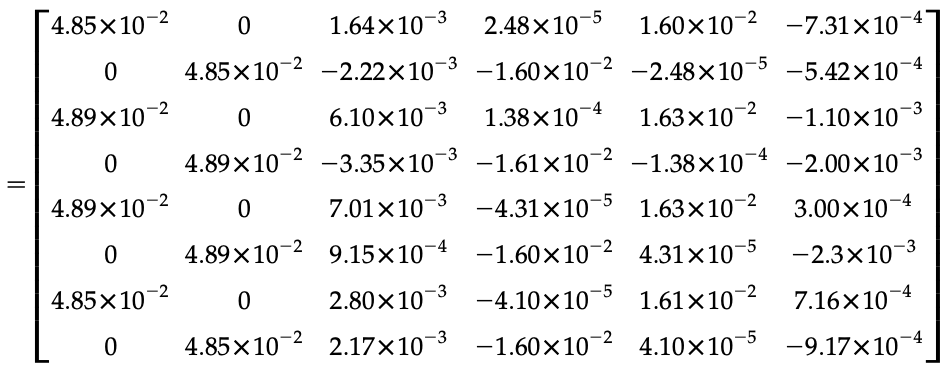 4.85×10⁻² 0 1.64×10⁻³ 2.48×10⁻⁵ 1.60×10⁻² −7.31×10⁻⁴
0 4.85×10⁻² −2.22×10⁻³ −1.60×10⁻² −2.48×10⁻⁵ −5.42×10⁻⁴
4.89×10⁻² 0 6.10×10⁻³ 1.38×10⁻⁴ 1.63×10⁻² −1.10×10⁻³
0 4.89×10⁻² −3.35×10⁻³ −1.61×10⁻² −1.38×10⁻⁴ −2.00×10⁻³
=
4.89×10⁻² 0 7.01×10⁻³ −4.31×10⁻⁵ 1.63×10⁻² 3.00×10⁻⁴
0 4.89×10⁻² 9.15×10⁻⁴ −1.60×10⁻² 4.31×10⁻⁵ −2.3×10⁻³
4.85×10⁻² 0 2.80×10⁻³ −4.10×10⁻⁵ 1.61×10⁻² 7.16×10⁻⁴
0 4.85×10⁻² 2.17×10⁻³ −1.60×10⁻² 4.10×10⁻⁵ −9.17×10⁻⁴